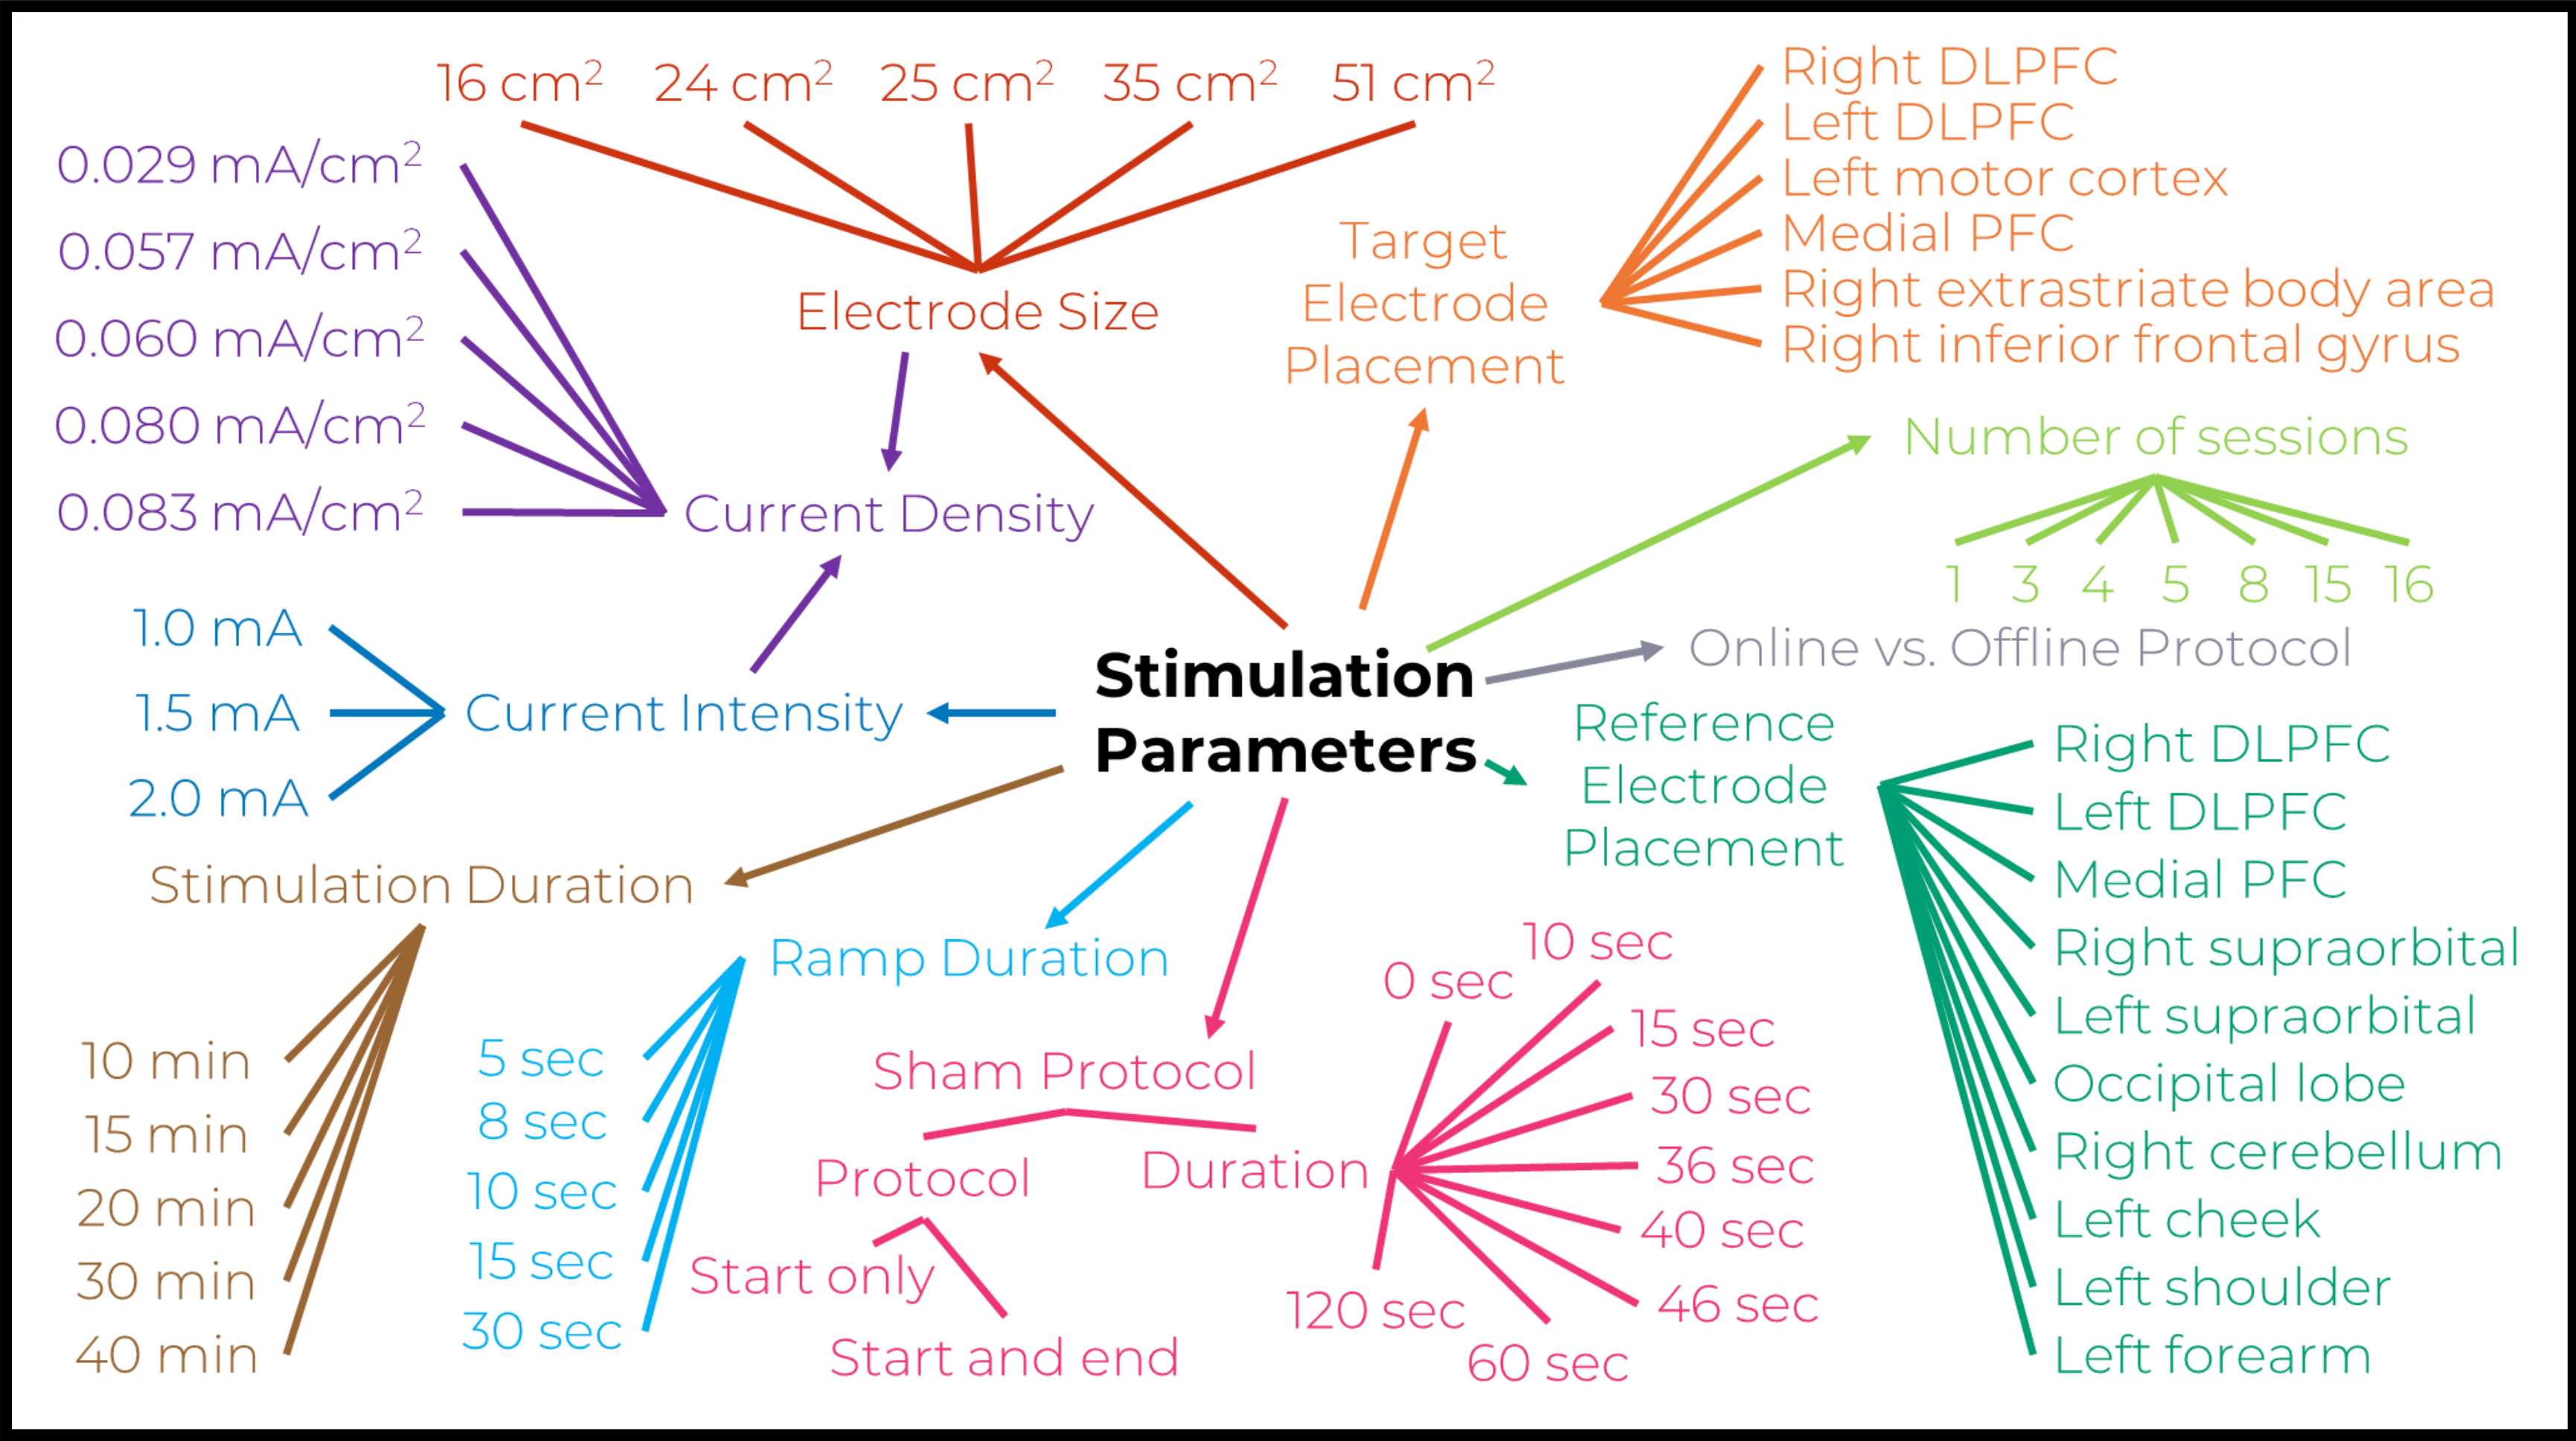 16 cm²
24 cm²
25 cm²
35 cm²
51 cm²
Electrode Size
0.029 mA/cm²
0.057 mA/cm²
0.060 mA/cm²
0.080 mA/cm²
0.083 mA/cm²
Current Density
1.0 mA
1.5 mA
2.0 mA
Current Intensity
Target
Electrode
Placement
Right DLPFC
Left DLPFC
Left motor cortex
Medial PFC
Right extrastriate body area
Right inferior frontal gyrus
Number of sessions
1 3 4 5 8 15 16
Online vs. Offline Protocol
Stimulation
Parameters
Reference
Electrode
Placement
Right DLPFC
Left DLPFC
Medial PFC
Right supraorbital
Left supraorbital
Occipital lobe
Right cerebellum
Left cheek
Left shoulder
Left forearm
Stimulation Duration
10 min
15 min
20 min
30 min
40 min
Ramp Duration
5 sec
8 sec
10 sec
15 sec
30 sec
Sham Protocol
Protocol
Start only
Start and end
Duration
0 sec
10 sec
15 sec
30 sec
36 sec
40 sec
46 sec
60 sec
120 sec